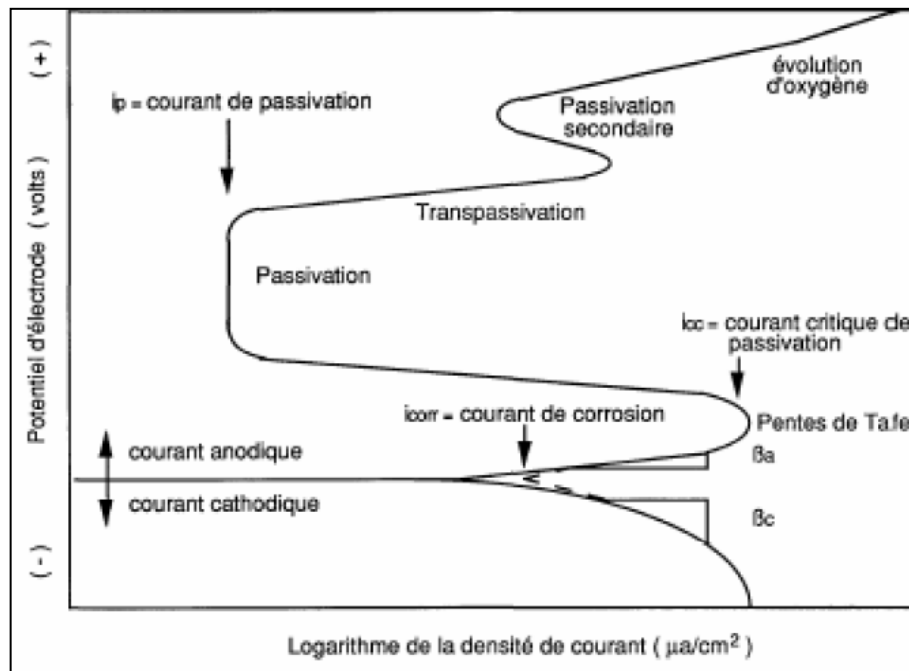 (+)
évolution
d'oxygène
ip = courant de passivation
Passivation
secondaire
Transpassivation
Passivation
icc = courant critique de
passivation
icorr = courant de corrosion
Pentes de Tafe
courant anodique
βa
courant cathodique
βc
(-)
Potentiel d'électrode ( volts )
Logarithme de la densité de courant ( µa/cm² )